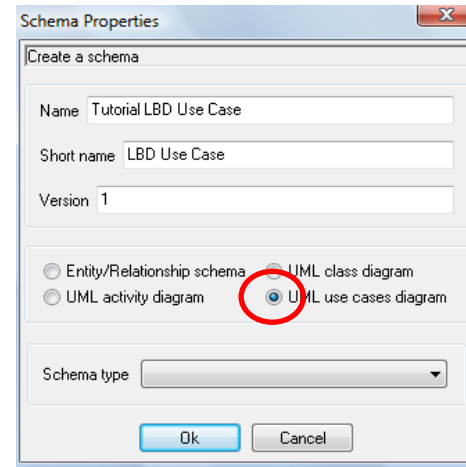 Schema Properties
Create a schema
Name Tutorial LBD Use Case
Short name LBD Use Case
Version 1
Entity/Relationship schema UML class diagram
UML activity diagram UML use cases diagram
Schema type
Ok Cancel